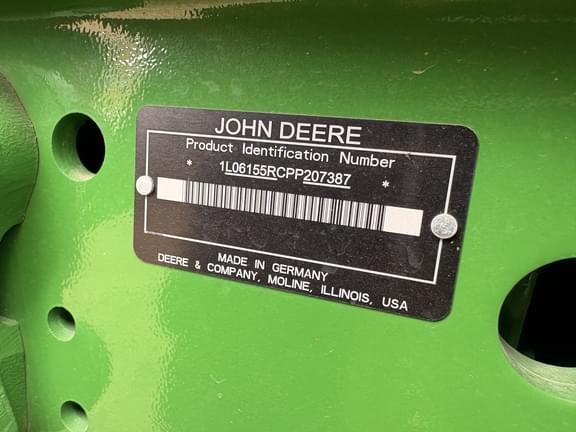 JOHN DEERE
Product Identification Number
* 1L06155RCPP207387 *
MADE IN GERMANY
DEERE & COMPANY, MOLINE, ILLINOIS, USA